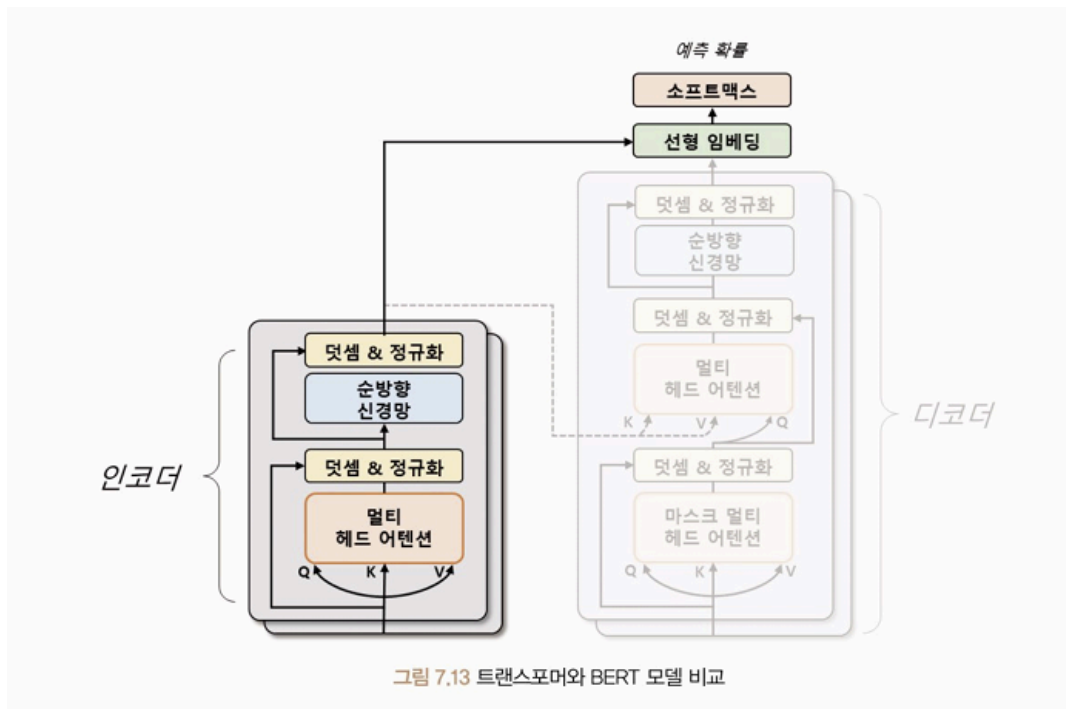 예측 확률
소프트맥스
선형 임베딩
덧셈 & 정규화
순방향
신경망
덧셈 & 정규화
멀티
헤드 어텐션
K V Q
덧셈 & 정규화
마스크 멀티
헤드 어텐션
Q K V
디코더
덧셈 & 정규화
순방향
신경망
덧셈 & 정규화
멀티
헤드 어텐션
Q K V
인코더
그림 7.13 트랜스포머와 BERT 모델 비교